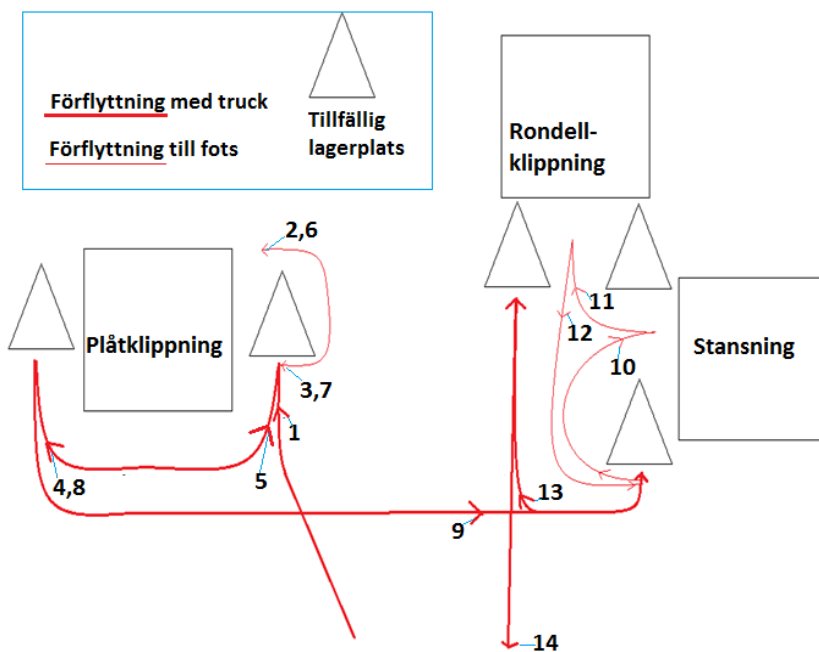 Förflyttning med truck
Förflyttning till fots
Tillfällig
lagerplats
Rondell-
klippning
2,6
Plåtklippning
11
12
Stansning
10
3,7
1
4,8
5
13
9
14